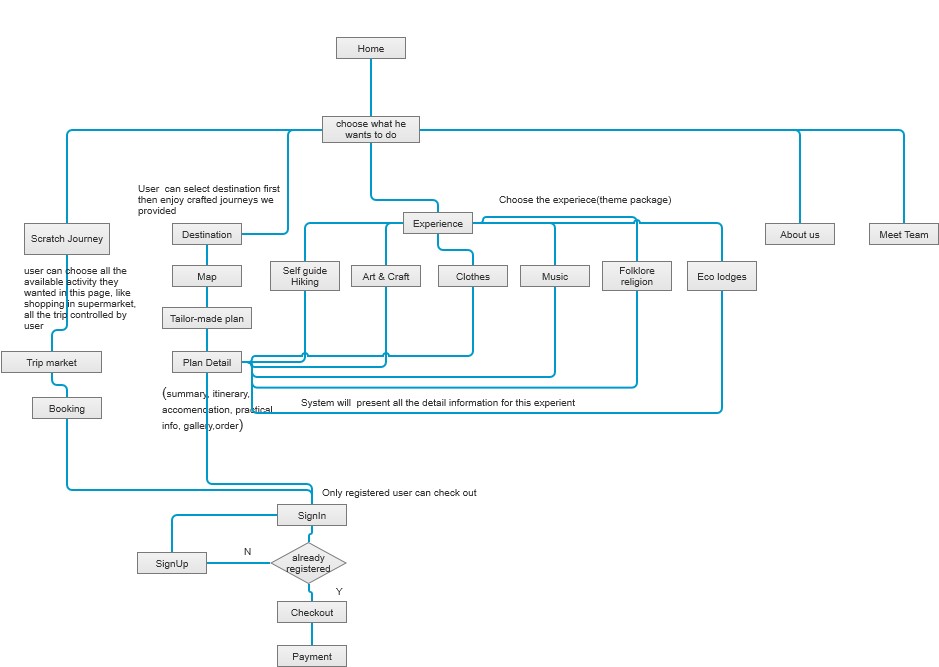 Home
choose what he
wants to do
User  can select destination first
then enjoy crafted journeys we
provided
Choose the experiece(theme package)
Experience
Scratch Journey
Destination
About us
Meet Team
user can choose all the
available activity they
wanted in this page, like
shopping in supermarket,
all the trip controlled by
user
Map
Self guide
Hiking
Art & Craft
Clothes
Music
Folklore
religion
Eco lodges
Tailor-made plan
Trip market
Plan Detail
Booking
(summary, itinerary,
accomendation, practical
info, gallery,order)
System will  present all the detail information for this experient
Only registered user can check out
SignIn
SignUp
N
already
registered
Y
Checkout
Payment